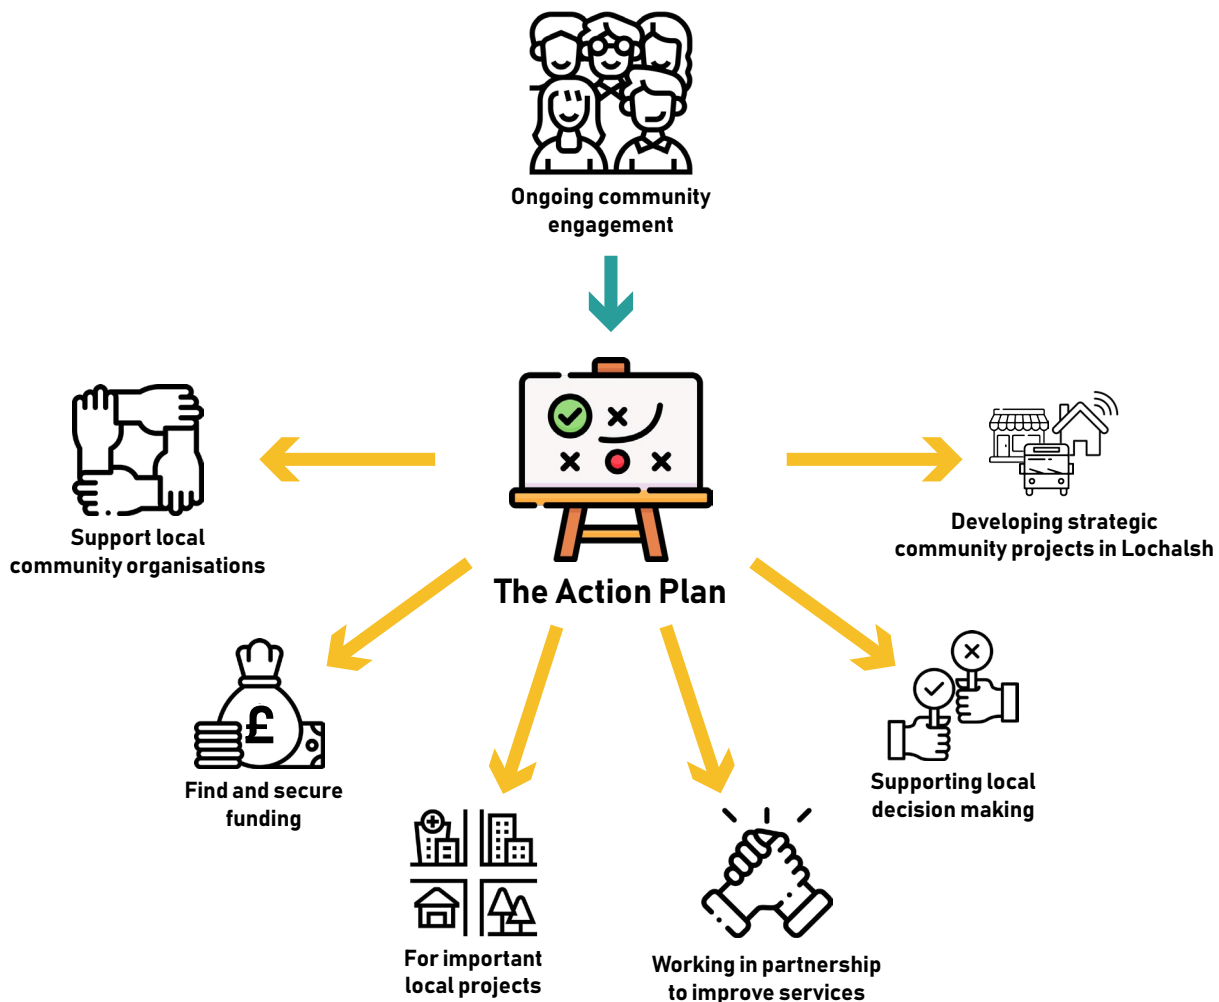 Ongoing community
engagement
The Action Plan
Support local
community organisations
Developing strategic
community projects in Lochalsh
£
Find and secure
funding
Supporting local
decision making
For important
local projects
Working in partnership
to improve services